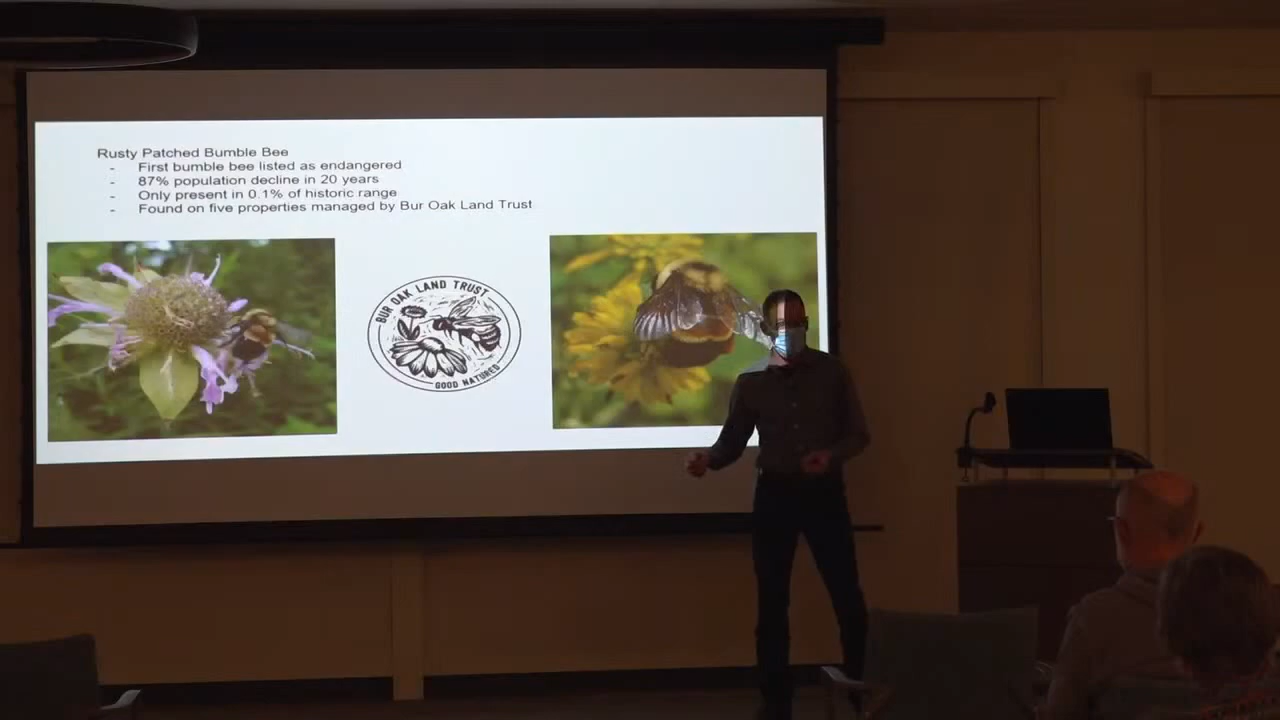 Rusty Patched Bumble Bee
- First bumble bee listed as endangered
- 87% population decline in 20 years
- Only present in 0.1% of historic range
- Found on five properties managed by Bur Oak Land Trust
BUR OAK LAND TRUST
GOOD NATURED